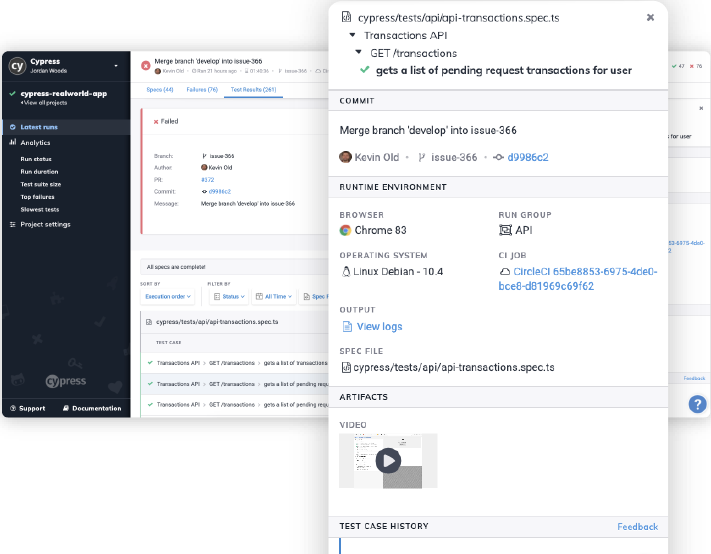 cypress/tests/api/api-transactions.spec.ts
Transactions API
GET /transactions
gets a list of pending request transactions for user
COMMIT
Merge branch 'develop' into issue-366
Kevin Old
issue-366
d9986c2
RUNTIME ENVIRONMENT
BROWSER
Chrome 83
RUN GROUP
API
OPERATING SYSTEM
Linux Debian - 10.4
CI JOB
CircleCI 65be8853-6975-4de0-
bce8-d81969c69f62
OUTPUT
View logs
SPEC FILE
cypress/tests/api/api-transactions.spec.ts
ARTIFACTS
VIDEO
TEST CASE HISTORY
Feedback
cy
Cypress
Jordan Woods
cypress-realworld-app
View all projects
Latest runs
Analytics
Run status
Run duration
Test suite size
Top failures
Slowest tests
Project settings
cypress
Support
Documentation
Merge branch 'develop' into issue-366
Kevin Old
Ran 21 hours ago
issue-366
Specs (44)
Failures (76)
Test Results (261)
Failed
Branch:
issue-366
Author:
Kevin Old
PR:
#372
Commit:
d9986c2
Message:
Merge branch 'develop' into issue-366
All specs are complete!
SORT BY
FILTER BY
Execution order
Status
All Time
cypress/tests/api/api-transactions.spec.ts
TEST CASE
Transactions API > GET /transactions > gets a list of transactions
Transactions API > GET /transactions > gets a list of pending requ
Transactions API > GET /transactions > gets a list of pending requ
47
76
for user
6975-4de
Feedback
?